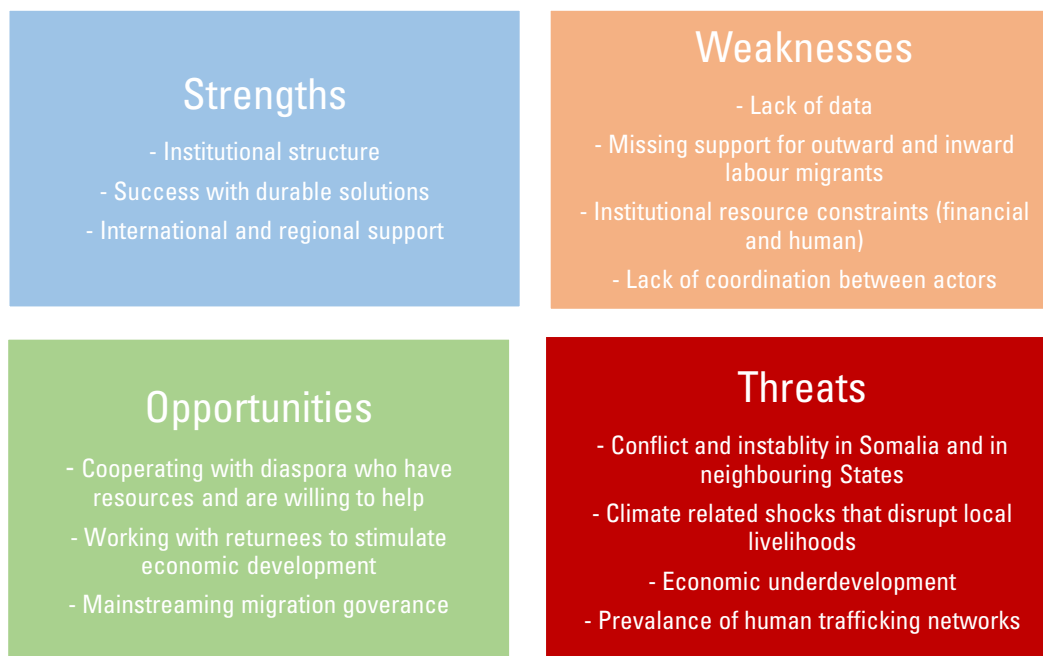 Strengths
- Institutional structure
- Success with durable solutions
- International and regional support
Weaknesses
- Lack of data
- Missing support for outward and inward
labour migrants
- Institutional resource constraints (financial
and human)
- Lack of coordination between actors
Opportunities
- Cooperating with diaspora who have
resources and are willing to help
- Working with returnees to stimulate
economic development
- Mainstreaming migration goverance
Threats
- Conflict and instablity in Somalia and in
neighbouring States
- Climate related shocks that disrupt local
livelihoods
- Economic underdevelopment
- Prevalance of human trafficking networks